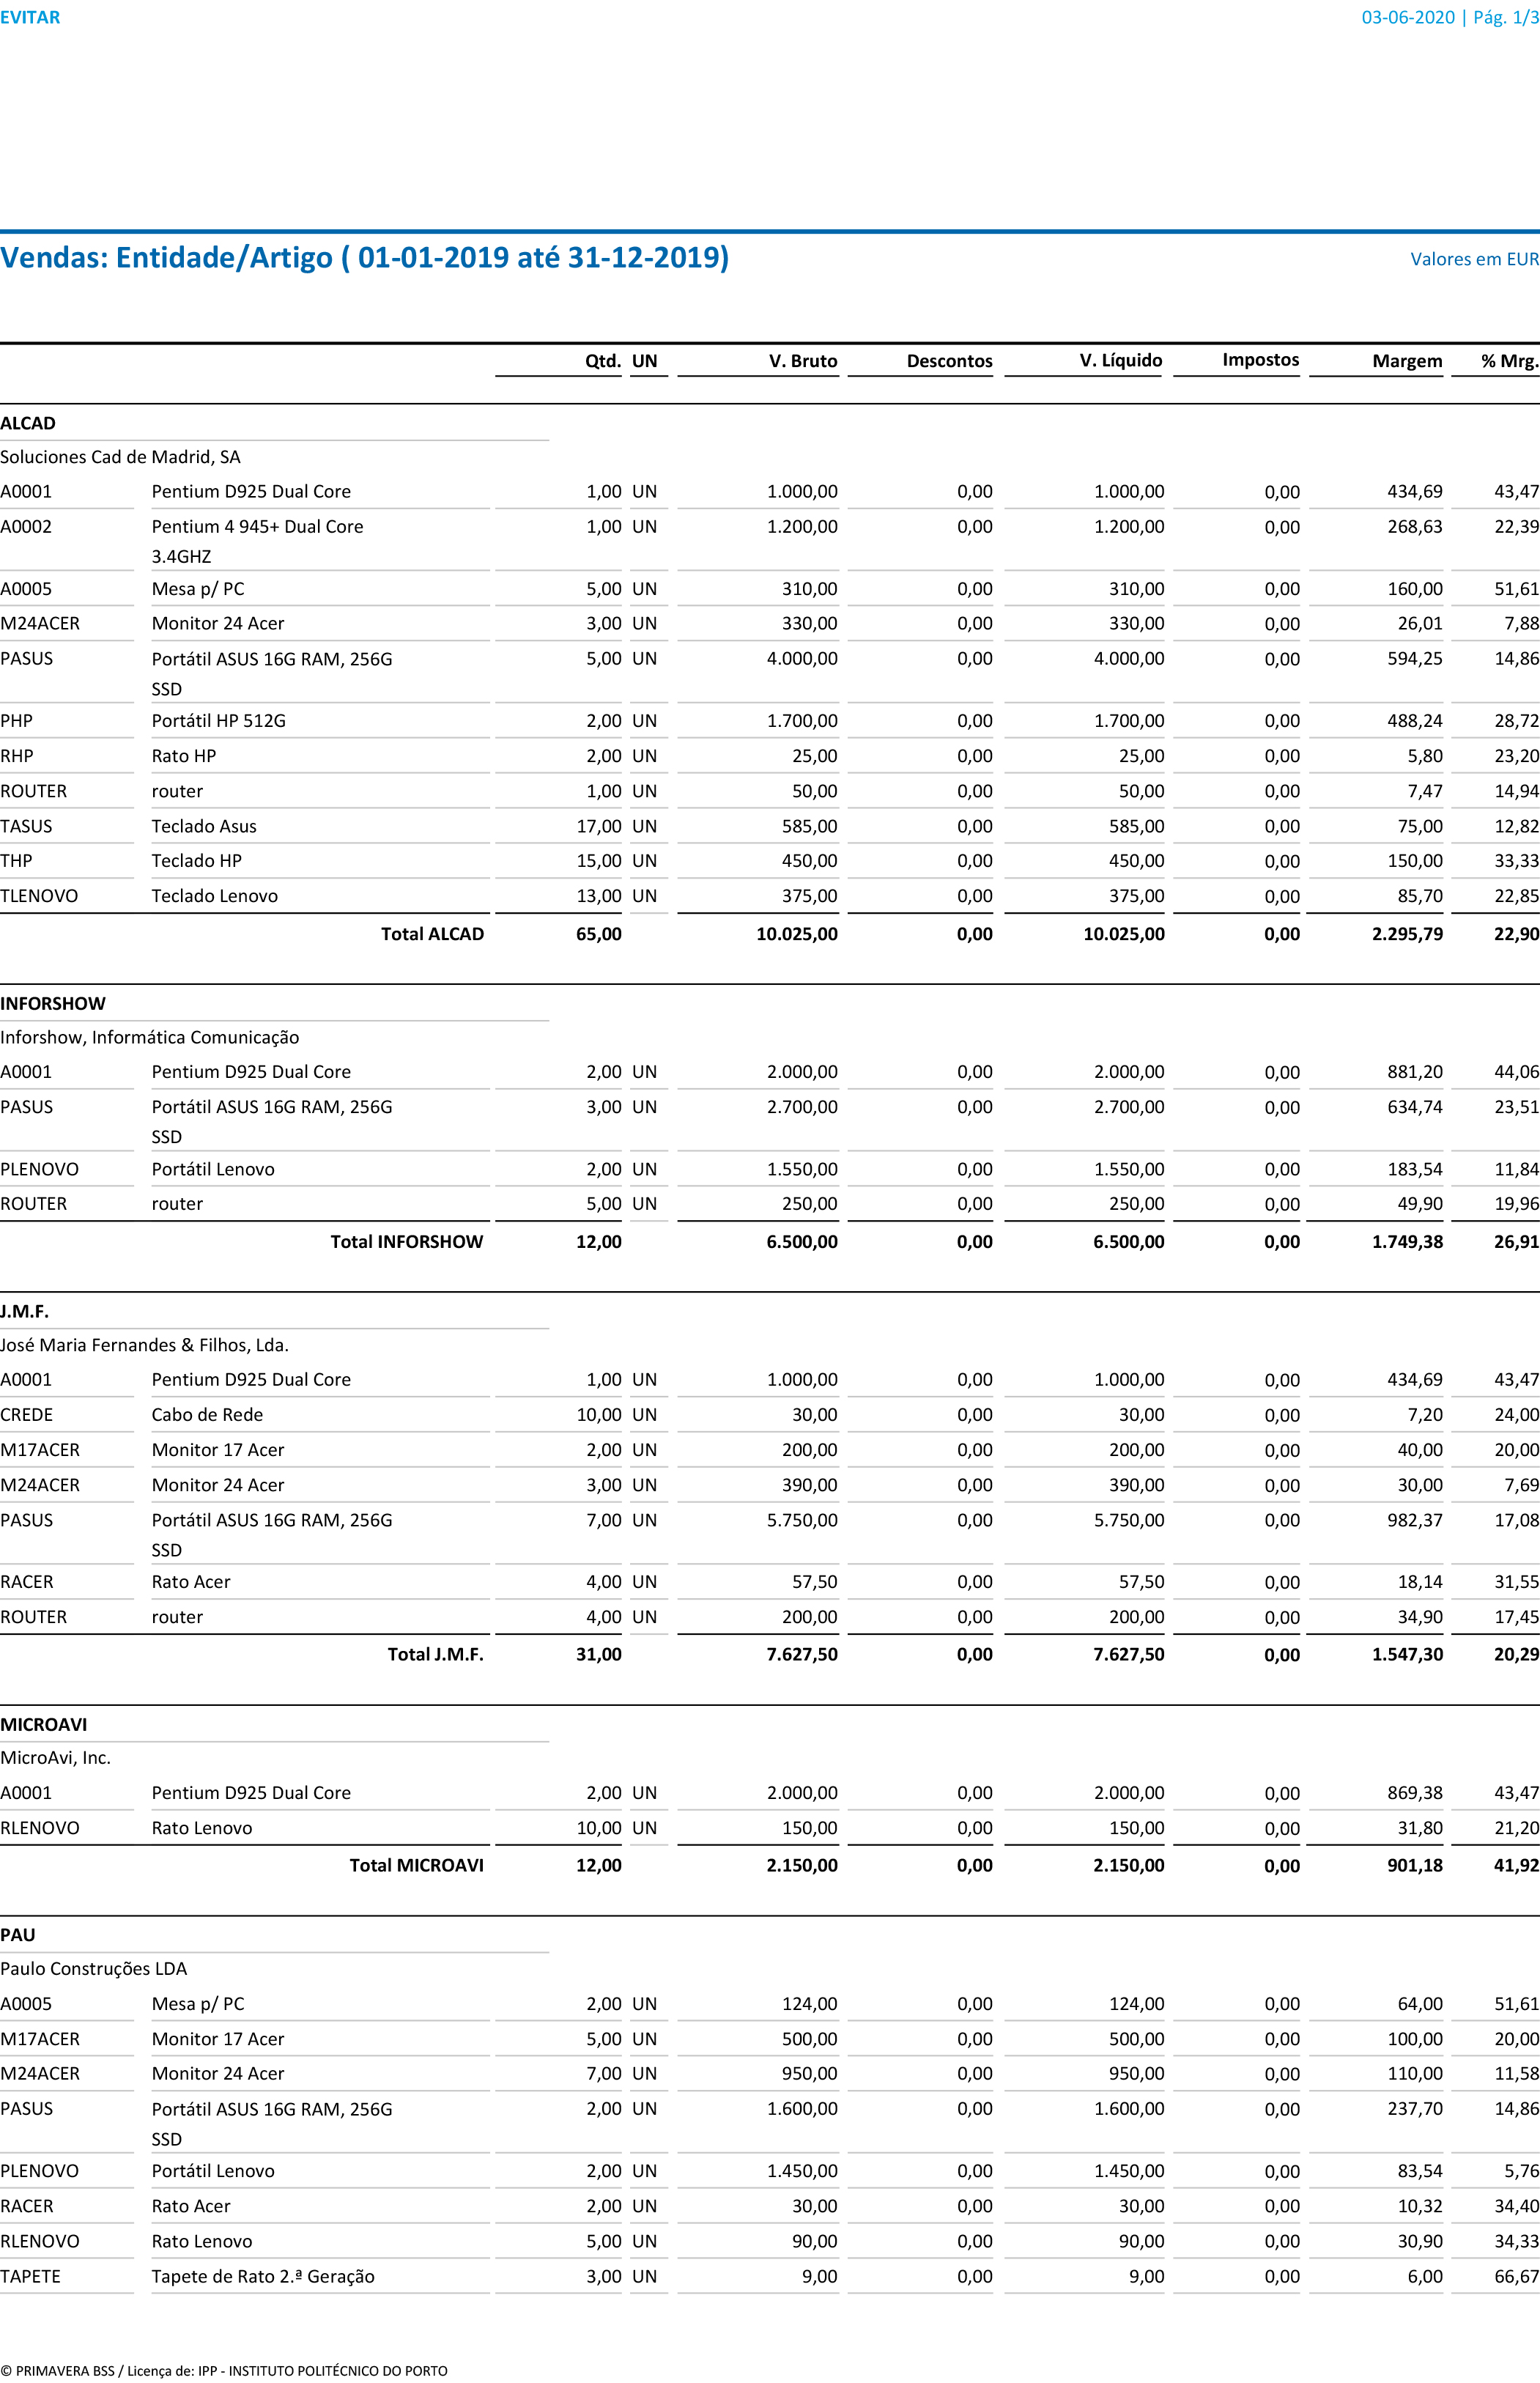 EVITAR 03-06-2020 | Pág. 1/3
Vendas: Entidade/Artigo ( 01-01-2019 até 31-12-2019) Valores em EUR
Qtd. UN V. Bruto Descontos V. Líquido Impostos Margem % Mrg.
ALCAD
Soluciones Cad de Madrid, SA
A0001 Pentium D925 Dual Core 1,00 UN 1.000,00 0,00 1.000,00 0,00 434,69 43,47
A0002 Pentium 4 945+ Dual Core 1,00 UN 1.200,00 0,00 1.200,00 0,00 268,63 22,39
3.4GHZ
A0005 Mesa p/ PC 5,00 UN 310,00 0,00 310,00 0,00 160,00 51,61
M24ACER Monitor 24 Acer 3,00 UN 330,00 0,00 330,00 0,00 26,01 7,88
PASUS Portátil ASUS 16G RAM, 256G 5,00 UN 4.000,00 0,00 4.000,00 0,00 594,25 14,86
SSD
PHP Portátil HP 512G 2,00 UN 1.700,00 0,00 1.700,00 0,00 488,24 28,72
RHP Rato HP 2,00 UN 25,00 0,00 25,00 0,00 5,80 23,20
ROUTER router 1,00 UN 50,00 0,00 50,00 0,00 7,47 14,94
TASUS Teclado Asus 17,00 UN 585,00 0,00 585,00 0,00 75,00 12,82
THP Teclado HP 15,00 UN 450,00 0,00 450,00 0,00 150,00 33,33
TLENOVO Teclado Lenovo 13,00 UN 375,00 0,00 375,00 0,00 85,70 22,85
Total ALCAD 65,00 10.025,00 0,00 10.025,00 0,00 2.295,79 22,90
INFORSHOW
Inforshow, Informática Comunicação
A0001 Pentium D925 Dual Core 2,00 UN 2.000,00 0,00 2.000,00 0,00 881,20 44,06
PASUS Portátil ASUS 16G RAM, 256G 3,00 UN 2.700,00 0,00 2.700,00 0,00 634,74 23,51
SSD
PLENOVO Portátil Lenovo 2,00 UN 1.550,00 0,00 1.550,00 0,00 183,54 11,84
ROUTER router 5,00 UN 250,00 0,00 250,00 0,00 49,90 19,96
Total INFORSHOW 12,00 6.500,00 0,00 6.500,00 0,00 1.749,38 26,91
J.M.F.
José Maria Fernandes & Filhos, Lda.
A0001 Pentium D925 Dual Core 1,00 UN 1.000,00 0,00 1.000,00 0,00 434,69 43,47
CREDE Cabo de Rede 10,00 UN 30,00 0,00 30,00 0,00 7,20 24,00
M17ACER Monitor 17 Acer 2,00 UN 200,00 0,00 200,00 0,00 40,00 20,00
M24ACER Monitor 24 Acer 3,00 UN 390,00 0,00 390,00 0,00 30,00 7,69
PASUS Portátil ASUS 16G RAM, 256G 7,00 UN 5.750,00 0,00 5.750,00 0,00 982,37 17,08
SSD
RACER Rato Acer 4,00 UN 57,50 0,00 57,50 0,00 18,14 31,55
ROUTER router 4,00 UN 200,00 0,00 200,00 0,00 34,90 17,45
Total J.M.F. 31,00 7.627,50 0,00 7.627,50 0,00 1.547,30 20,29
MICROAVI
MicroAvi, Inc.
A0001 Pentium D925 Dual Core 2,00 UN 2.000,00 0,00 2.000,00 0,00 869,38 43,47
RLENOVO Rato Lenovo 10,00 UN 150,00 0,00 150,00 0,00 31,80 21,20
Total MICROAVI 12,00 2.150,00 0,00 2.150,00 0,00 901,18 41,92
PAU
Paulo Construções LDA
A0005 Mesa p/ PC 2,00 UN 124,00 0,00 124,00 0,00 64,00 51,61
M17ACER Monitor 17 Acer 5,00 UN 500,00 0,00 500,00 0,00 100,00 20,00
M24ACER Monitor 24 Acer 7,00 UN 950,00 0,00 950,00 0,00 110,00 11,58
PASUS Portátil ASUS 16G RAM, 256G 2,00 UN 1.600,00 0,00 1.600,00 0,00 237,70 14,86
SSD
PLENOVO Portátil Lenovo 2,00 UN 1.450,00 0,00 1.450,00 0,00 83,54 5,76
RACER Rato Acer 2,00 UN 30,00 0,00 30,00 0,00 10,32 34,40
RLENOVO Rato Lenovo 5,00 UN 90,00 0,00 90,00 0,00 30,90 34,33
TAPETE Tapete de Rato 2.ª Geração 3,00 UN 9,00 0,00 9,00 0,00 6,00 66,67
© PRIMAVERA BSS / Licença de: IPP - INSTITUTO POLITÉCNICO DO PORTO